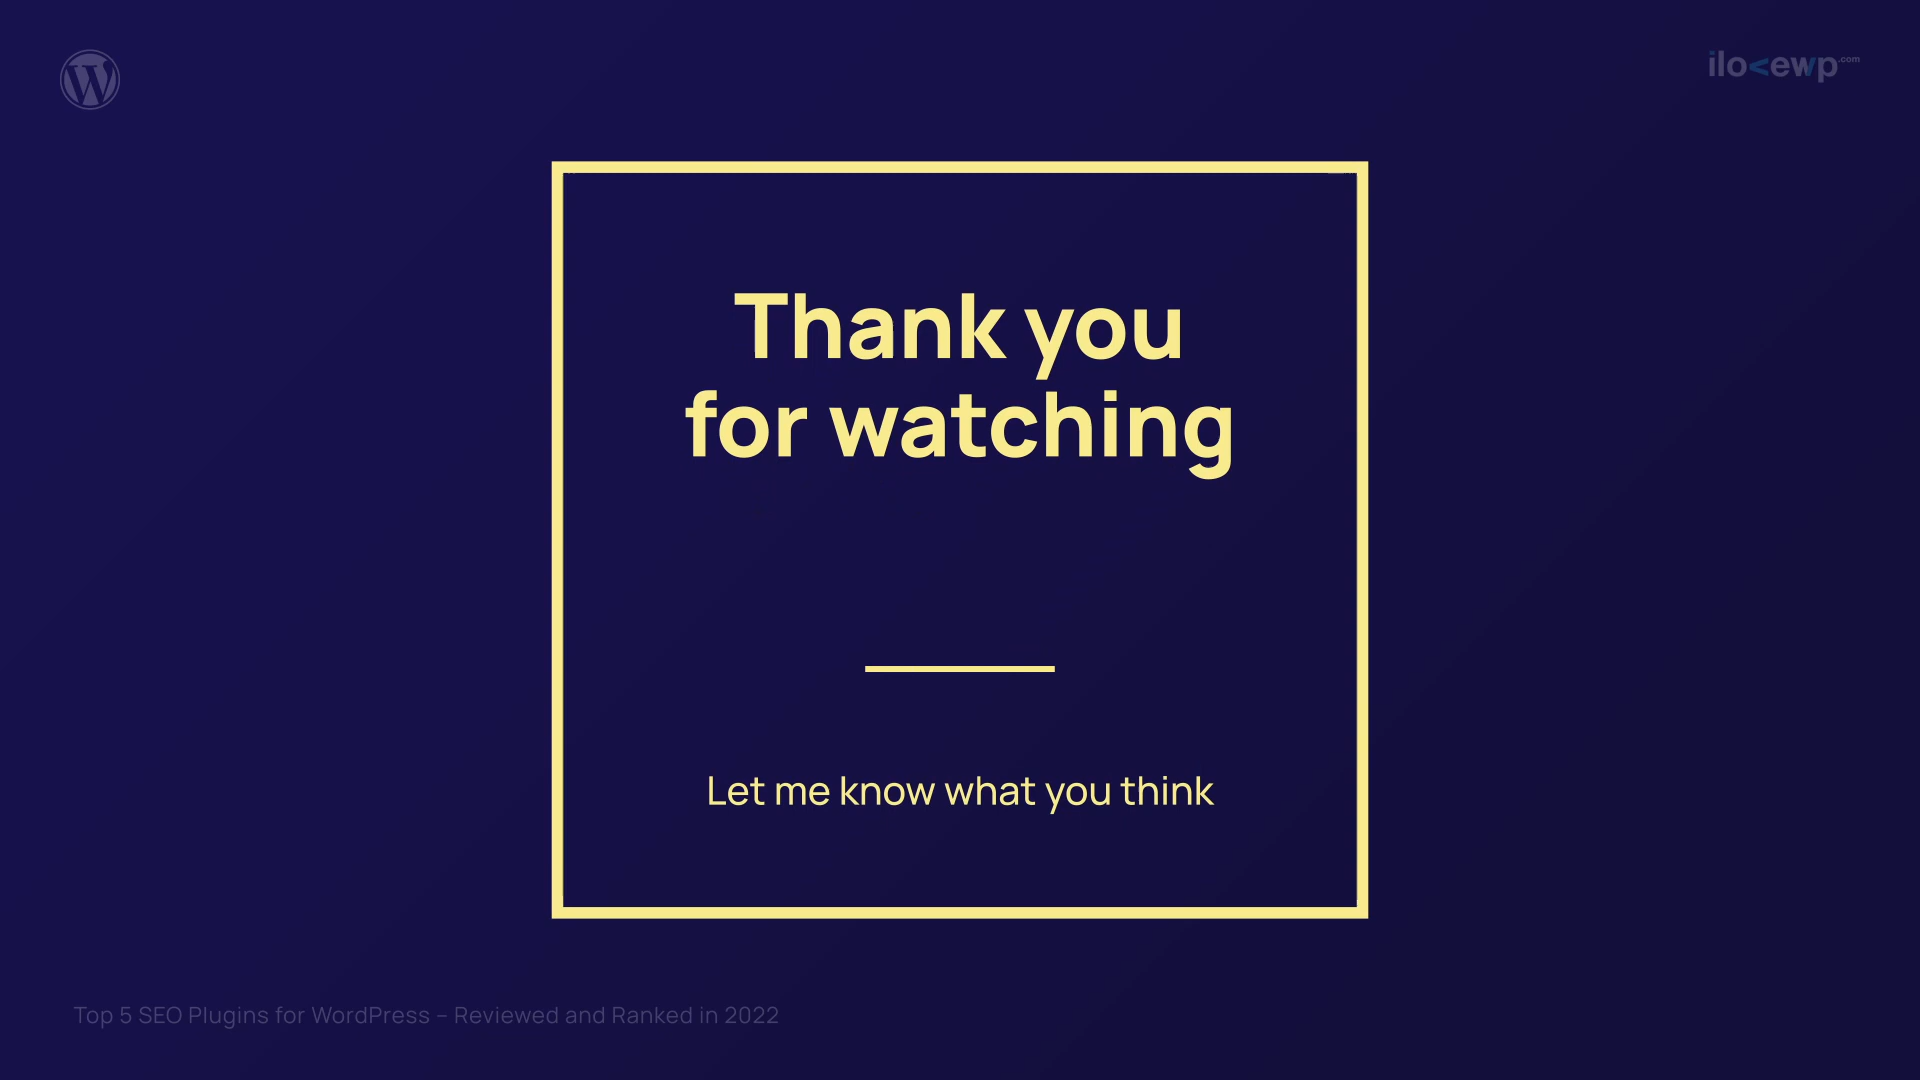 ilovewp.com
Thank you
for watching
Let me know what you think
Top 5 SEO Plugins for WordPress – Reviewed and Ranked in 2022